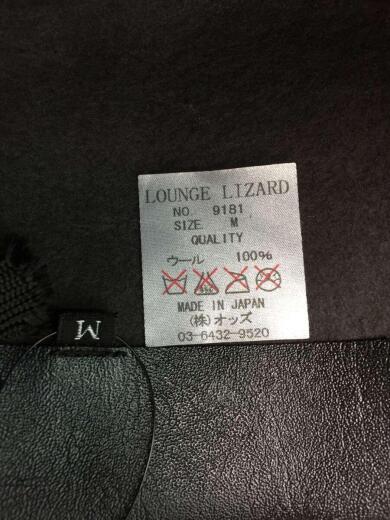 LOUNGE LIZARD
NO. 9181
SIZE. M
QUALITY
ウール 100%
MADE IN JAPAN
(株)オッズ
03-6432-9520
M